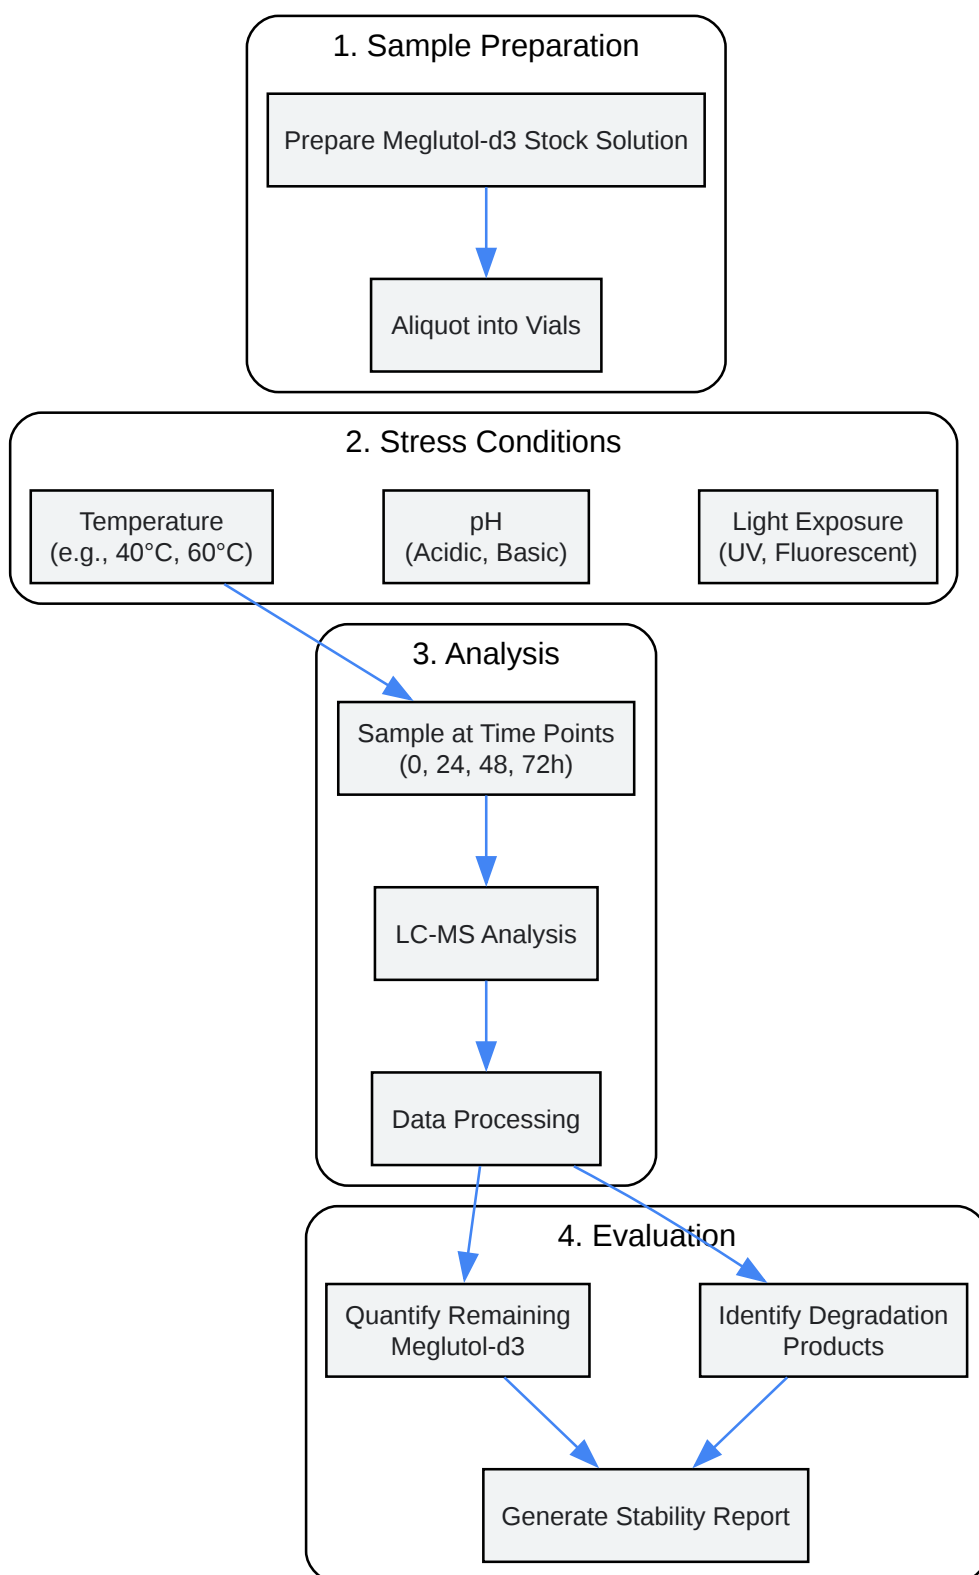 1. Sample Preparation
Prepare Meglutol-d3 Stock Solution
Aliquot into Vials
2. Stress Conditions
Temperature
(e.g., 40°C, 60°C)
pH
(Acidic, Basic)
Light Exposure
(UV, Fluorescent)
3. Analysis
Sample at Time Points
(0, 24, 48, 72h)
LC-MS Analysis
Data Processing
4. Evaluation
Quantify Remaining
Meglutol-d3
Identify Degradation
Products
Generate Stability Report